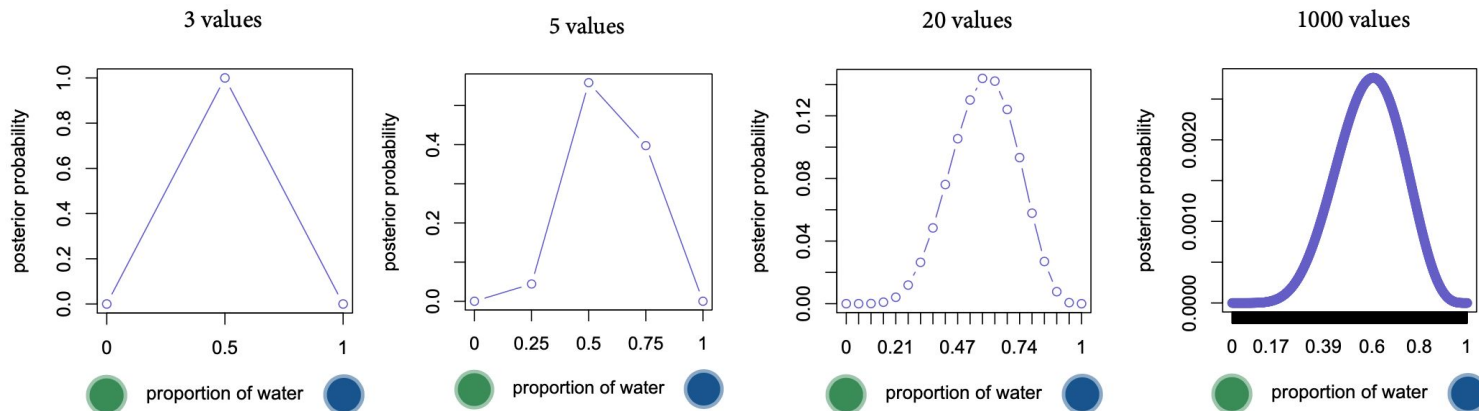 3 values
5 values
20 values
1000 values
posterior probability
0.0
0.2
0.4
0.6
0.8
1.0
0 0.5 1
proportion of water
posterior probability
0.0
0.2
0.4
0 0.25 0.5 0.75 1
proportion of water
posterior probability
0.00
0.04
0.08
0.12
0 0.21 0.47 0.74 1
proportion of water
posterior probability
0.0000
0.0010
0.0020
0 0.17 0.39 0.6 0.8 1
proportion of water